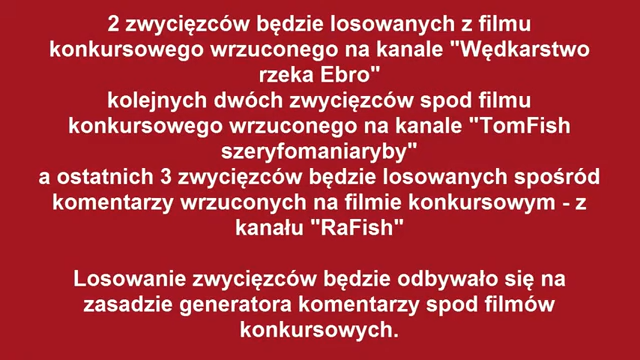 2 zwycięzców będzie losowanych z filmu
konkursowego wrzuconego na kanale "Wędkarstwo
rzeka Ebro"
kolejnych dwóch zwycięzców spod filmu
konkursowego wrzuconego na kanale "TomFish
szeryfomaniaryby"
a ostatnich 3 zwycięzców będzie losowanych spośród
komentarzy wrzuconych na filmie konkursowym - z
kanału "RaFish"
Losowanie zwycięzców będzie odbywało się na
zasadzie generatora komentarzy spod filmów
konkursowych.